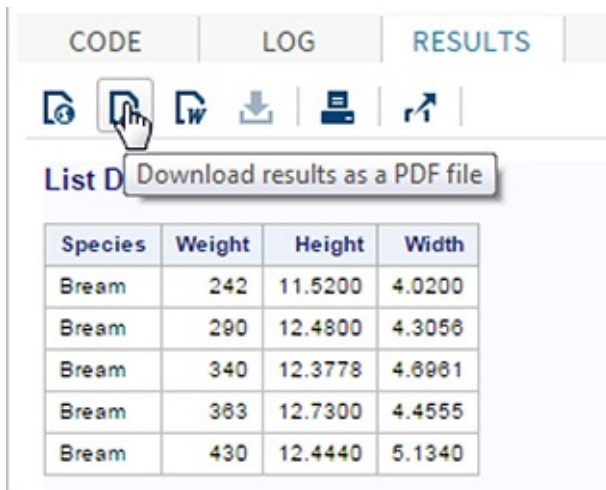 CODE LOG RESULTS
Download results as a PDF file
List D
Species Weight Height Width
Bream 242 11.5200 4.0200
Bream 290 12.4800 4.3056
Bream 340 12.3778 4.6961
Bream 363 12.7300 4.4555
Bream 430 12.4440 5.1340